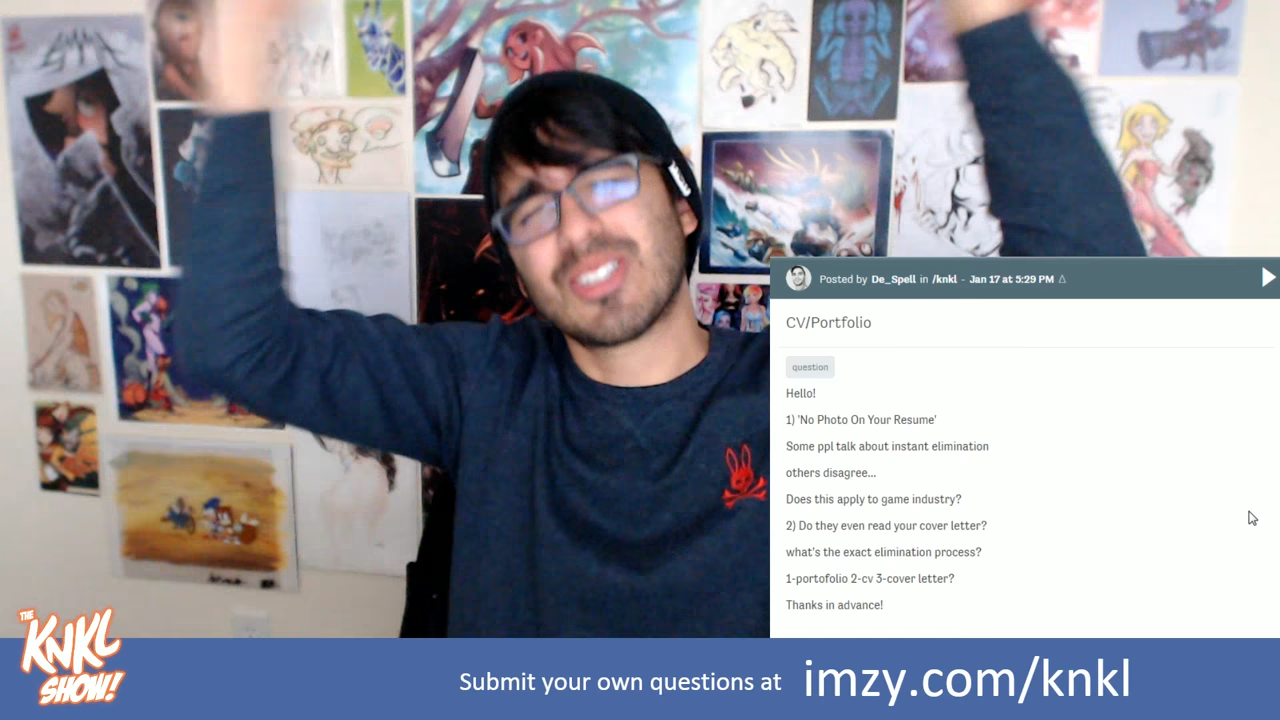 Posted by De_Spell in /knkl - Jan 17 at 5:29 PM
CV/Portfolio
question
Hello!
1) 'No Photo On Your Resume'
Some ppl talk about instant elimination
others disagree...
Does this apply to game industry?
2) Do they even read your cover letter?
what's the exact elimination process?
1-portofolio 2-cv 3-cover letter?
Thanks in advance!
THE
KNKL
SHOW!
Submit your own questions at imzy.com/knkl